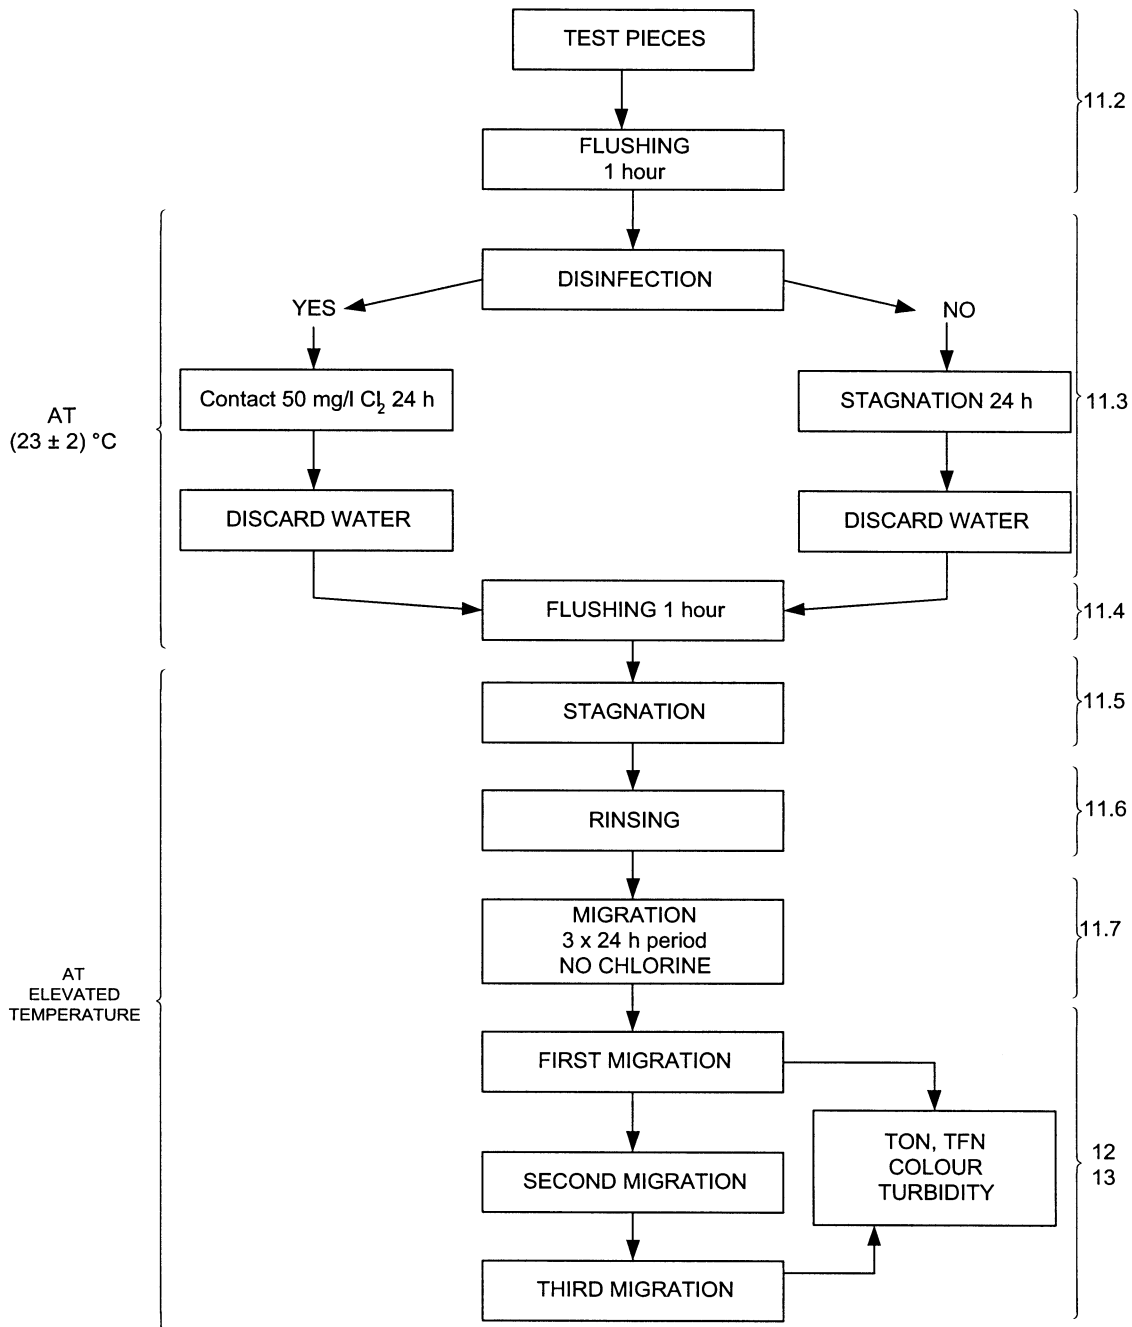 TEST PIECES
11.2
FLUSHING
1 hour
DISINFECTION
YES
NO
Contact 50 mg/l Cl2 24 h
STAGNATION 24 h
11.3
AT
(23 ± 2) °C
DISCARD WATER
DISCARD WATER
FLUSHING 1 hour
11.4
STAGNATION
11.5
RINSING
11.6
MIGRATION
3 x 24 h period
NO CHLORINE
11.7
AT
ELEVATED
TEMPERATURE
FIRST MIGRATION
TON, TFN
COLOUR
TURBIDITY
12
13
SECOND MIGRATION
THIRD MIGRATION